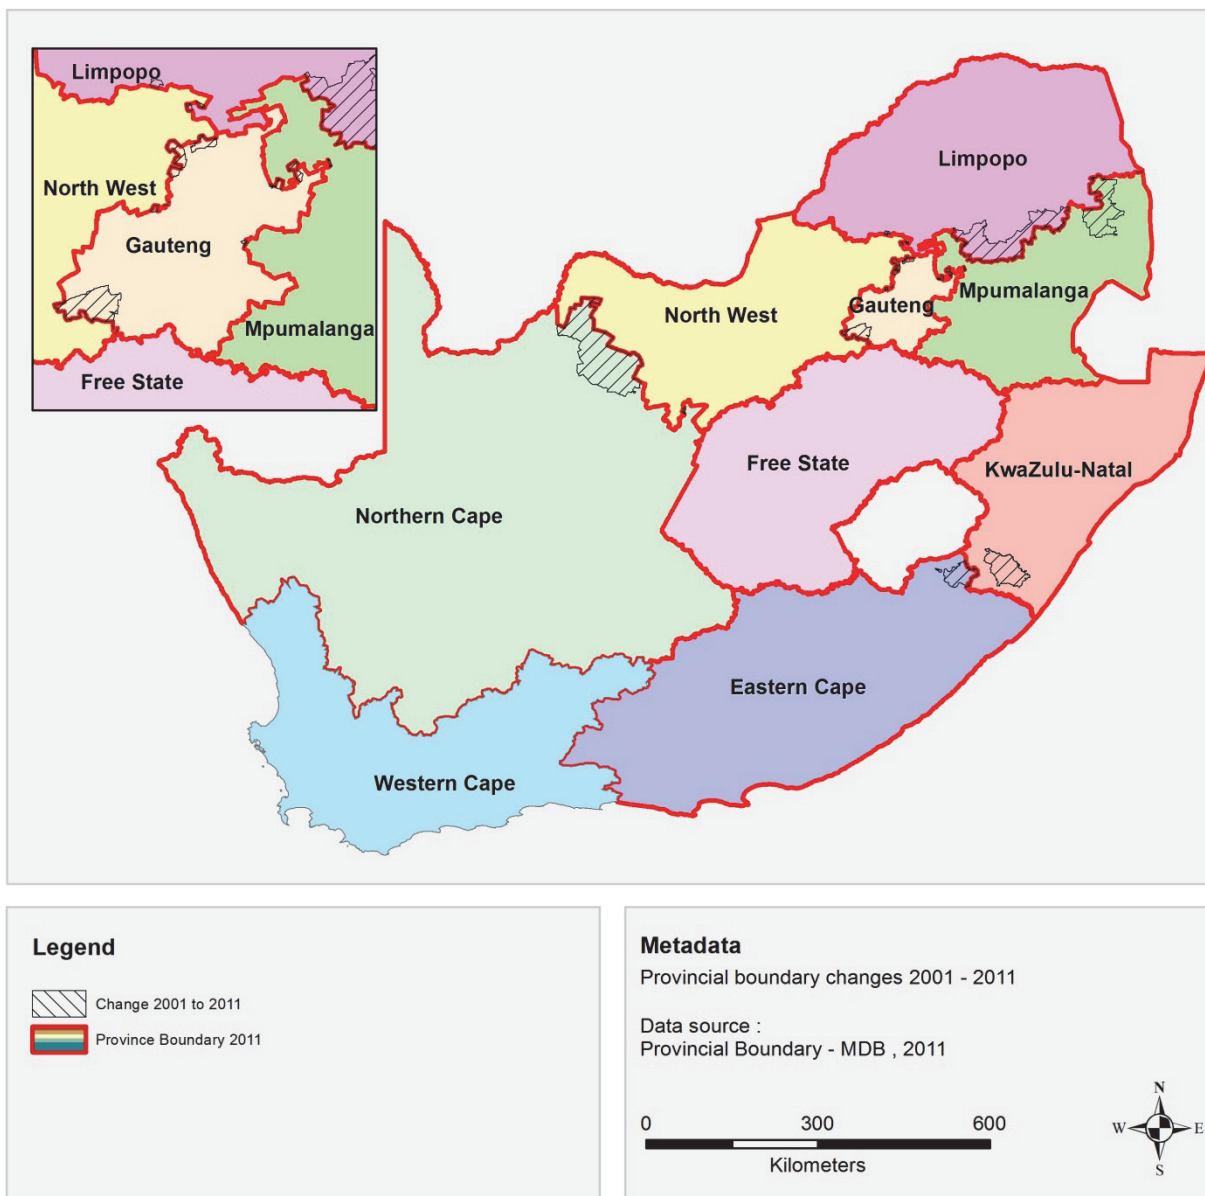 Limpopo
North West
Gauteng
Mpumalanga
Free State
Limpopo
North West
Gauteng
Mpumalanga
Free State
KwaZulu-Natal
Northern Cape
Eastern Cape
Western Cape
Legend
Change 2001 to 2011
Province Boundary 2011
Metadata
Provincial boundary changes 2001 - 2011
Data source :
Provincial Boundary - MDB , 2011
0 300 600
Kilometers
N
W E
S